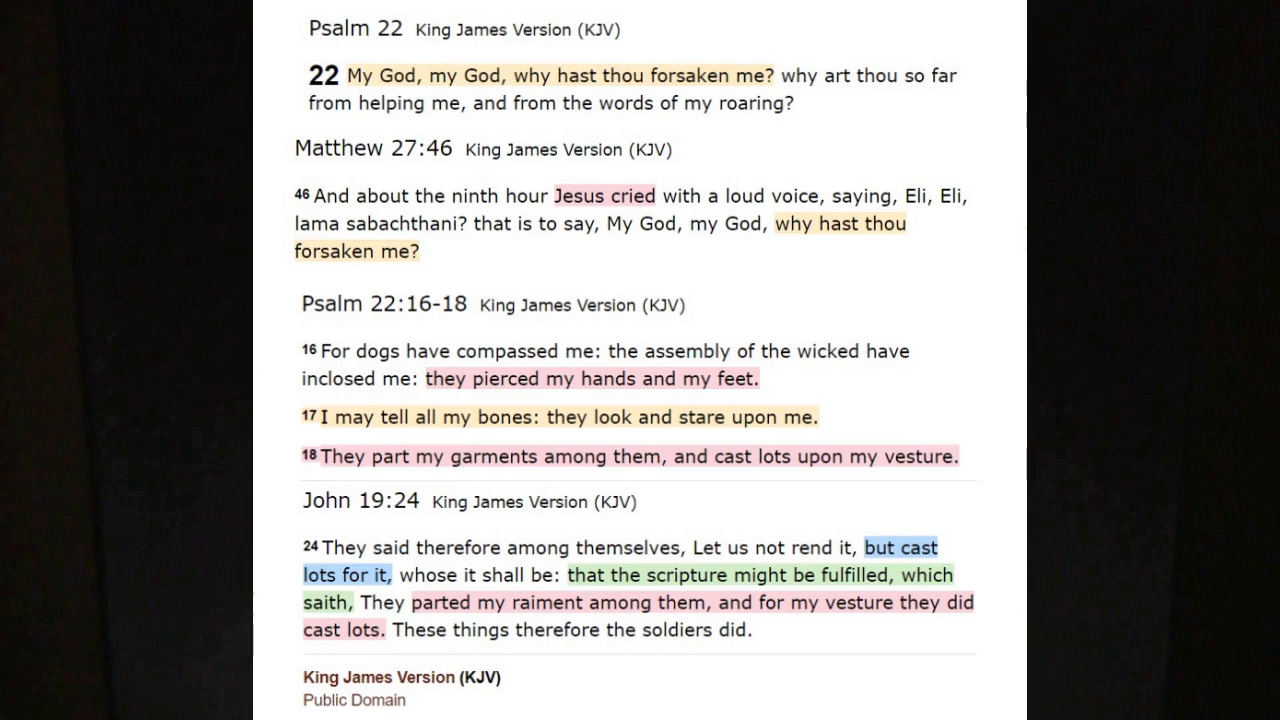 Psalm 22 King James Version (KJV)
22 My God, my God, why hast thou forsaken me? why art thou so far
from helping me, and from the words of my roaring?
Matthew 27:46 King James Version (KJV)
46 And about the ninth hour Jesus cried with a loud voice, saying, Eli, Eli,
lama sabachthani? that is to say, My God, my God, why hast thou
forsaken me?
Psalm 22:16-18 King James Version (KJV)
16 For dogs have compassed me: the assembly of the wicked have
inclosed me: they pierced my hands and my feet.
17 I may tell all my bones: they look and stare upon me.
18 They part my garments among them, and cast lots upon my vesture.
John 19:24 King James Version (KJV)
24 They said therefore among themselves, Let us not rend it, but cast
lots for it, whose it shall be: that the scripture might be fulfilled, which
saith, They parted my raiment among them, and for my vesture they did
cast lots. These things therefore the soldiers did.
King James Version (KJV)
Public Domain